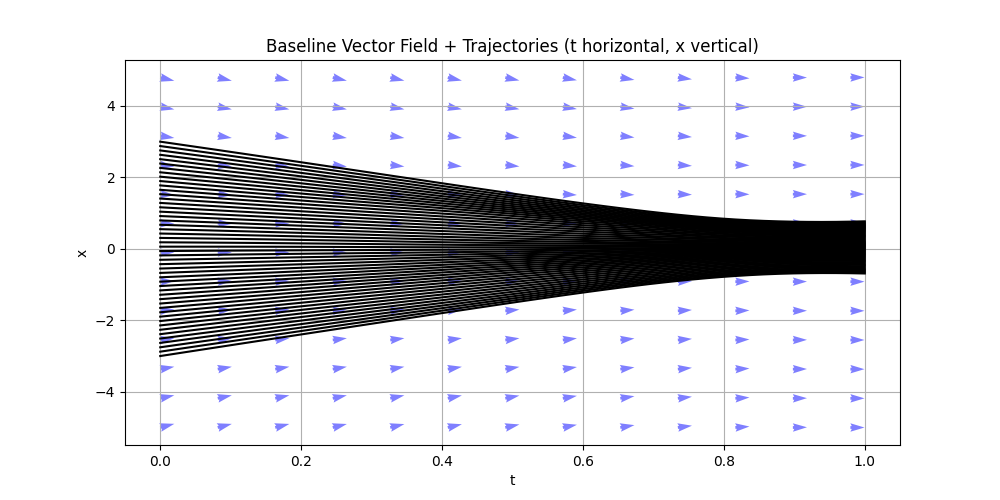 Baseline Vector Field + Trajectories (t horizontal, x vertical)
4
2
0
−2
−4
x
0.0 0.2 0.4 0.6 0.8 1.0
t